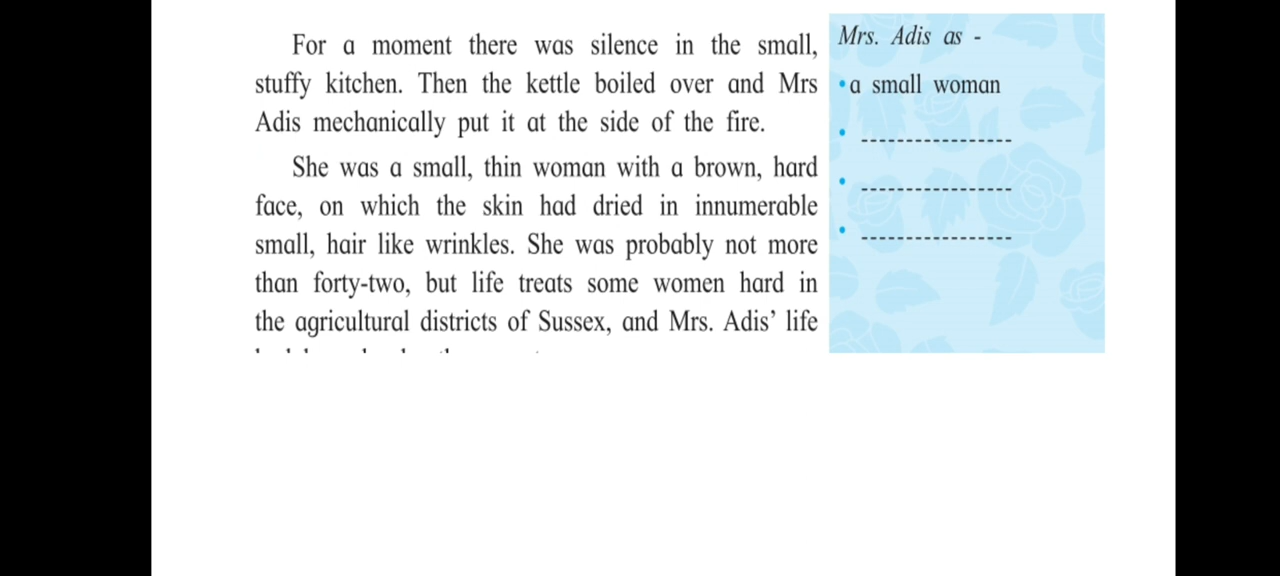 For a moment there was silence in the small,
stuffy kitchen. Then the kettle boiled over and Mrs
Adis mechanically put it at the side of the fire.
She was a small, thin woman with a brown, hard
face, on which the skin had dried in innumerable
small, hair like wrinkles. She was probably not more
than forty-two, but life treats some women hard in
the agricultural districts of Sussex, and Mrs. Adis’ life
Mrs. Adis as -
•a small woman
• -----------------
• -----------------
• -----------------